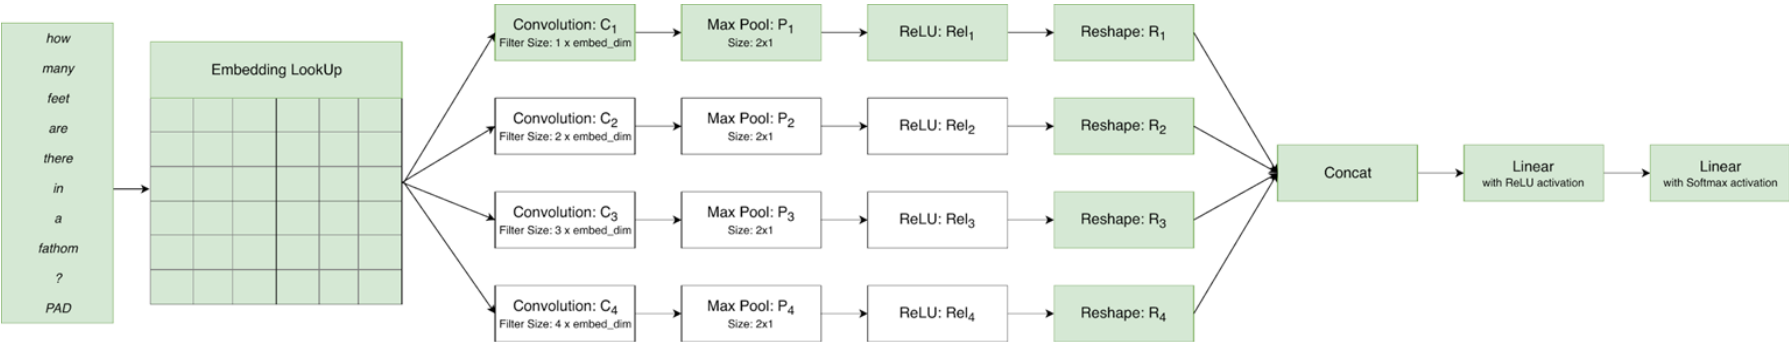 how
many
feet
are
there
in
a
fathom
?
PAD
Embedding LookUp
Convolution: C1
Filter Size: 1 x embed_dim
Max Pool: P1
Size: 2x1
ReLU: Rel1
Reshape: R1
Convolution: C2
Filter Size: 2 x embed_dim
Max Pool: P2
Size: 2x1
ReLU: Rel2
Reshape: R2
Convolution: C3
Filter Size: 3 x embed_dim
Max Pool: P3
Size: 2x1
ReLU: Rel3
Reshape: R3
Convolution: C4
Filter Size: 4 x embed_dim
Max Pool: P4
Size: 2x1
ReLU: Rel4
Reshape: R4
Concat
Linear
with ReLU activation
Linear
with Softmax activation